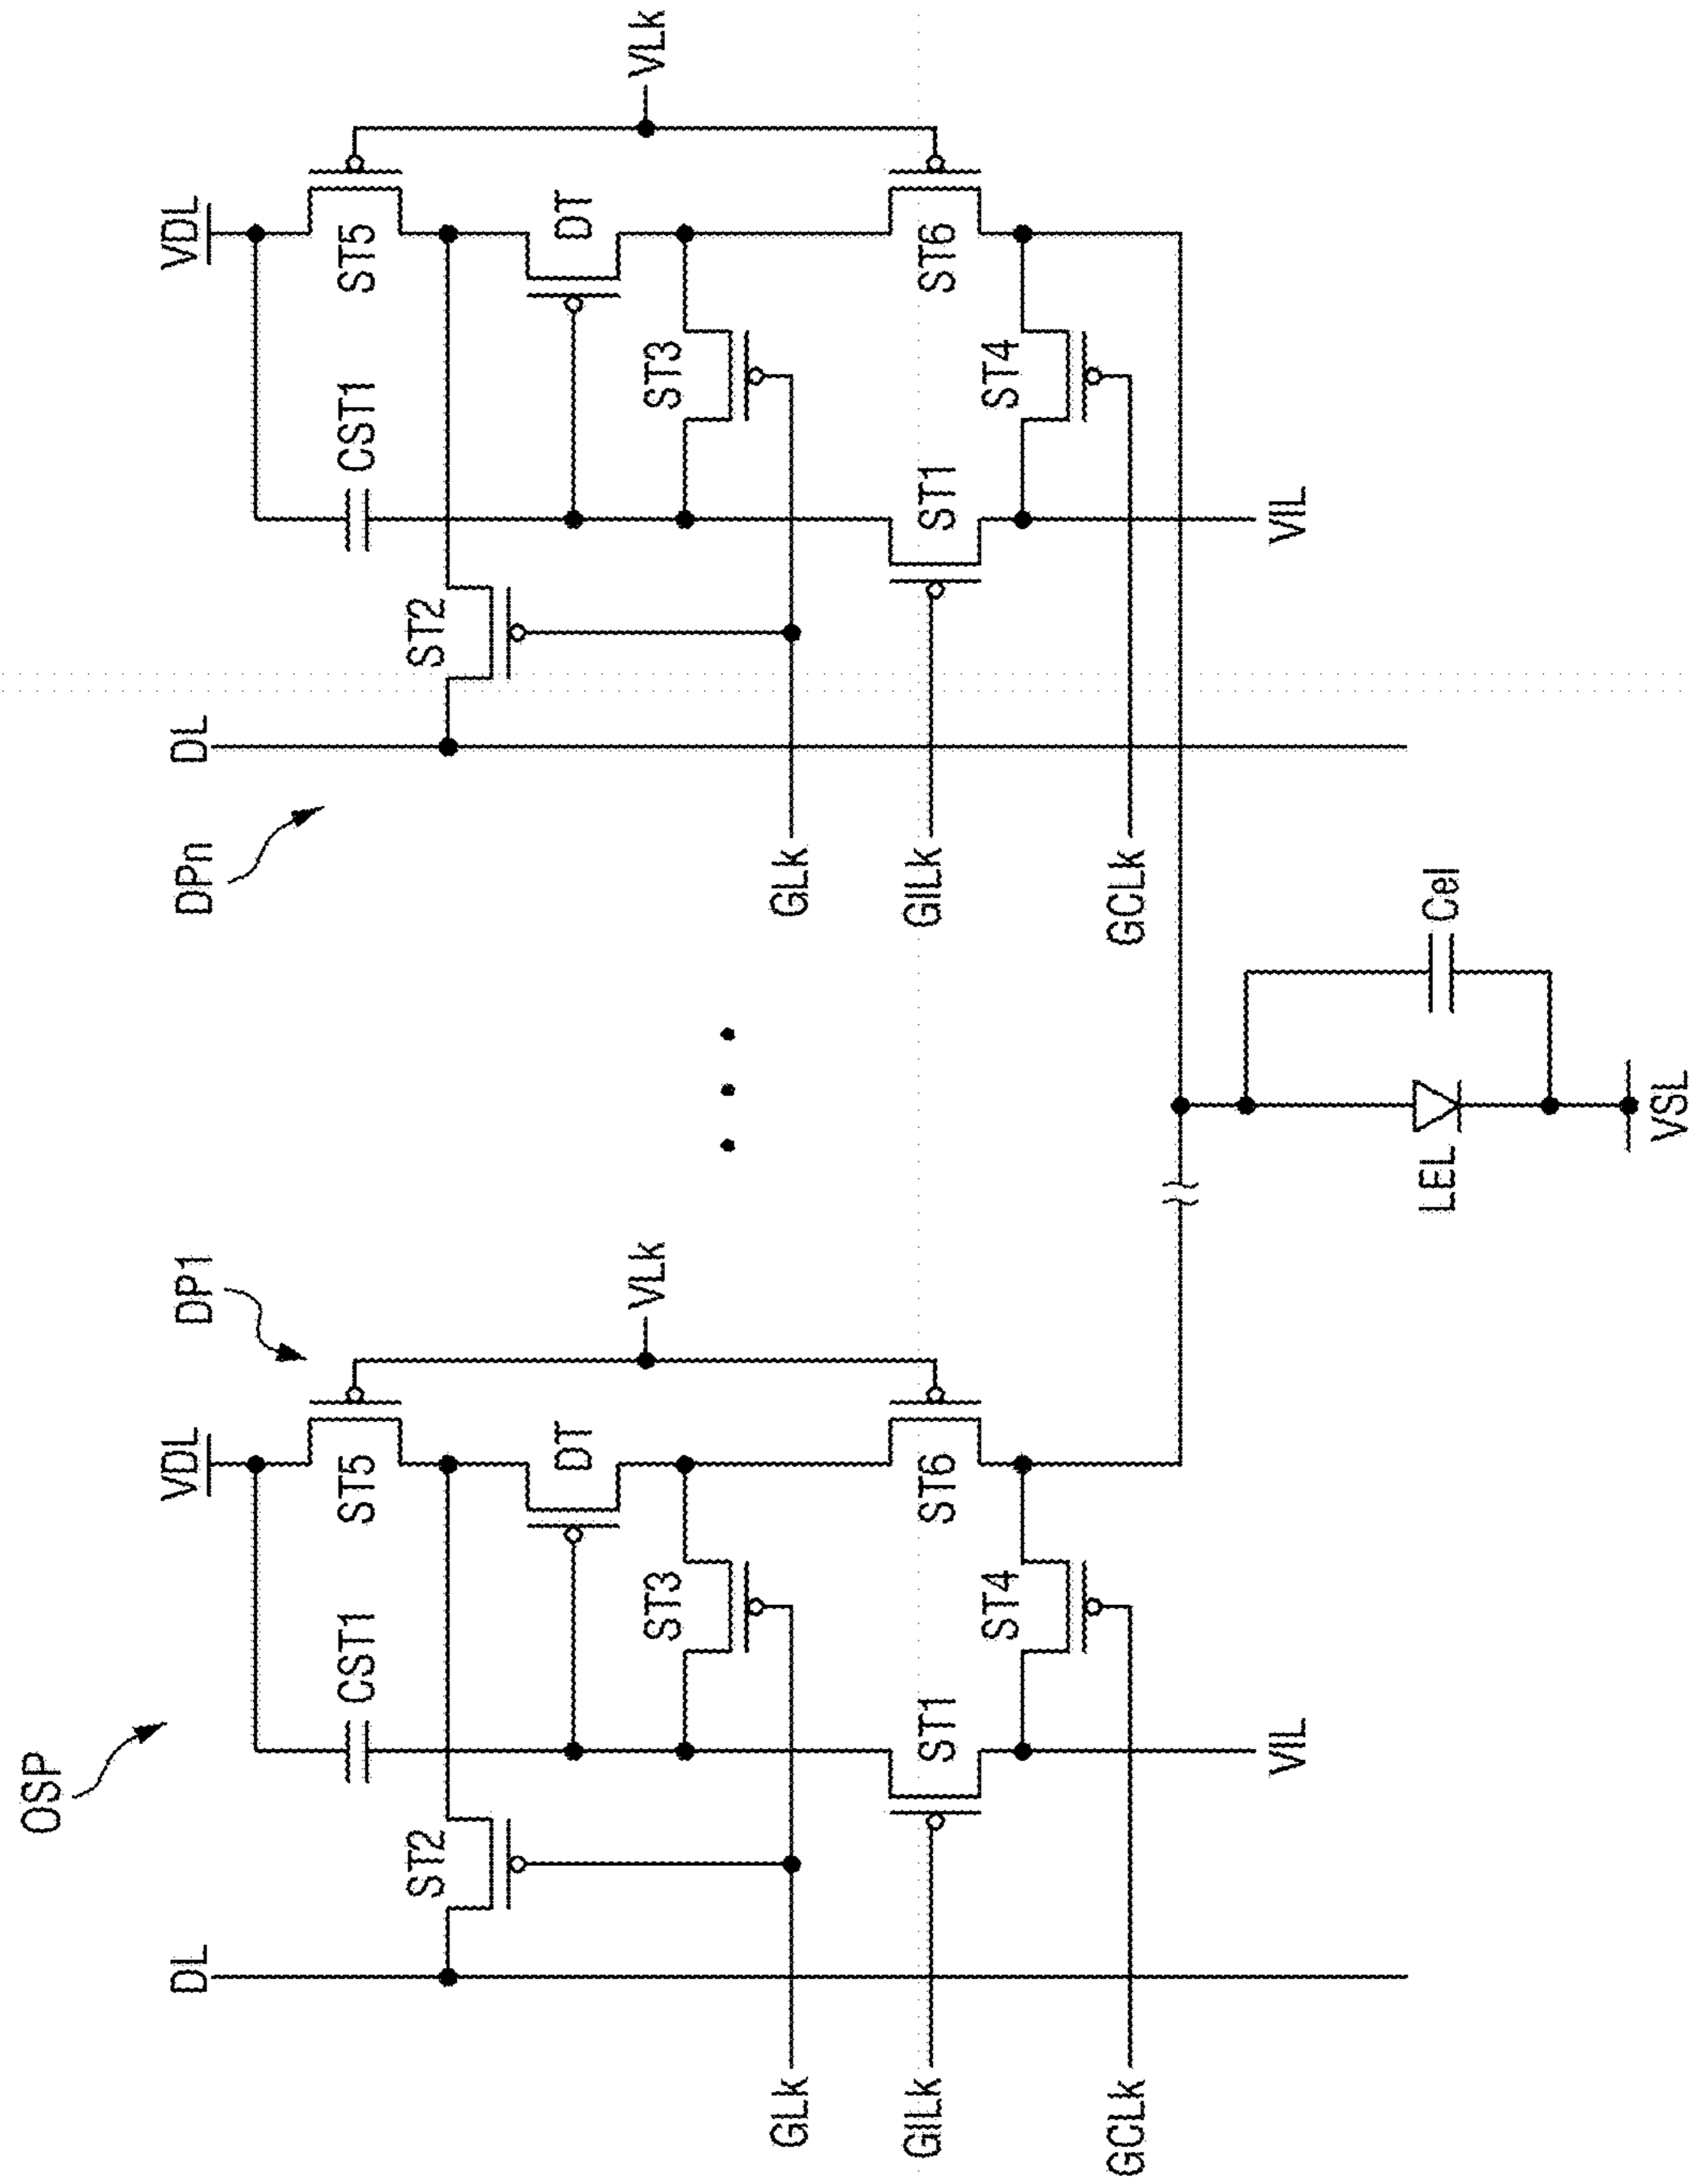 OSP
DP1
DPn
DL
VDL
DL
VDL
ST2
CST1
ST5
ST2
CST1
ST5
DT
DT
VLk
VLk
ST3
ST3
GLk
GLk
GILk
ST1
ST6
GILk
ST1
ST6
ST4
ST4
GCLk
GCLk
VIL
VIL
LEL
Cel
VSL